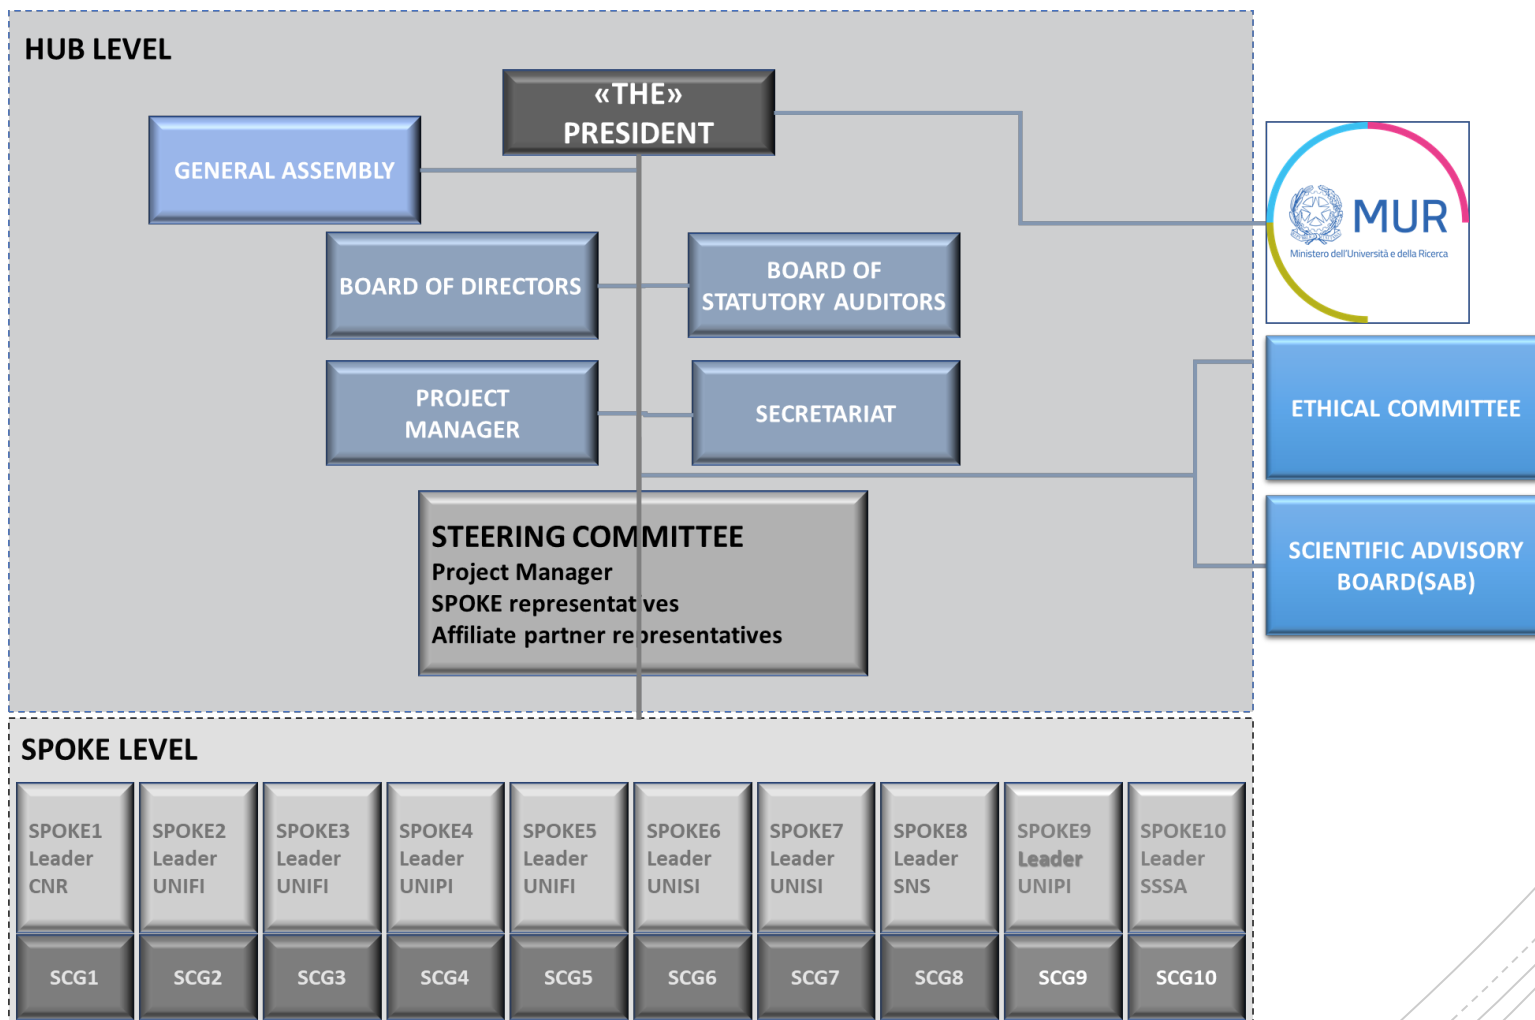 HUB LEVEL
«THE»
PRESIDENT
GENERAL ASSEMBLY
MUR
Ministero dell'Università e della Ricerca
BOARD OF DIRECTORS
BOARD OF
STATUTORY AUDITORS
PROJECT
MANAGER
SECRETARIAT
ETHICAL COMMITTEE
STEERING COMMITTEE
Project Manager
SPOKE representatives
Affiliate partner representatives
SCIENTIFIC ADVISORY
BOARD(SAB)
SPOKE LEVEL
SPOKE1
Leader
CNR
SPOKE2
Leader
UNIFI
SPOKE3
Leader
UNIFI
SPOKE4
Leader
UNIPI
SPOKE5
Leader
UNIFI
SPOKE6
Leader
UNISI
SPOKE7
Leader
UNISI
SPOKE8
Leader
SNS
SPOKE9
Leader
UNIPI
SPOKE10
Leader
SSSA
SCG1
SCG2
SCG3
SCG4
SCG5
SCG6
SCG7
SCG8
SCG9
SCG10